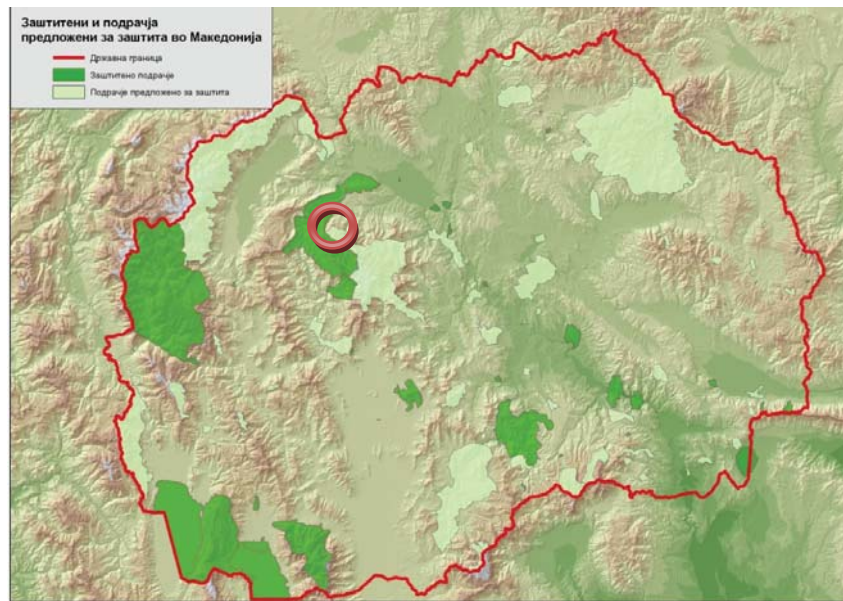 Заштитени и подрачја
предложени за заштита во Македонија
Државна граница
Заштитено подрачје
Подрачје предложено за заштита